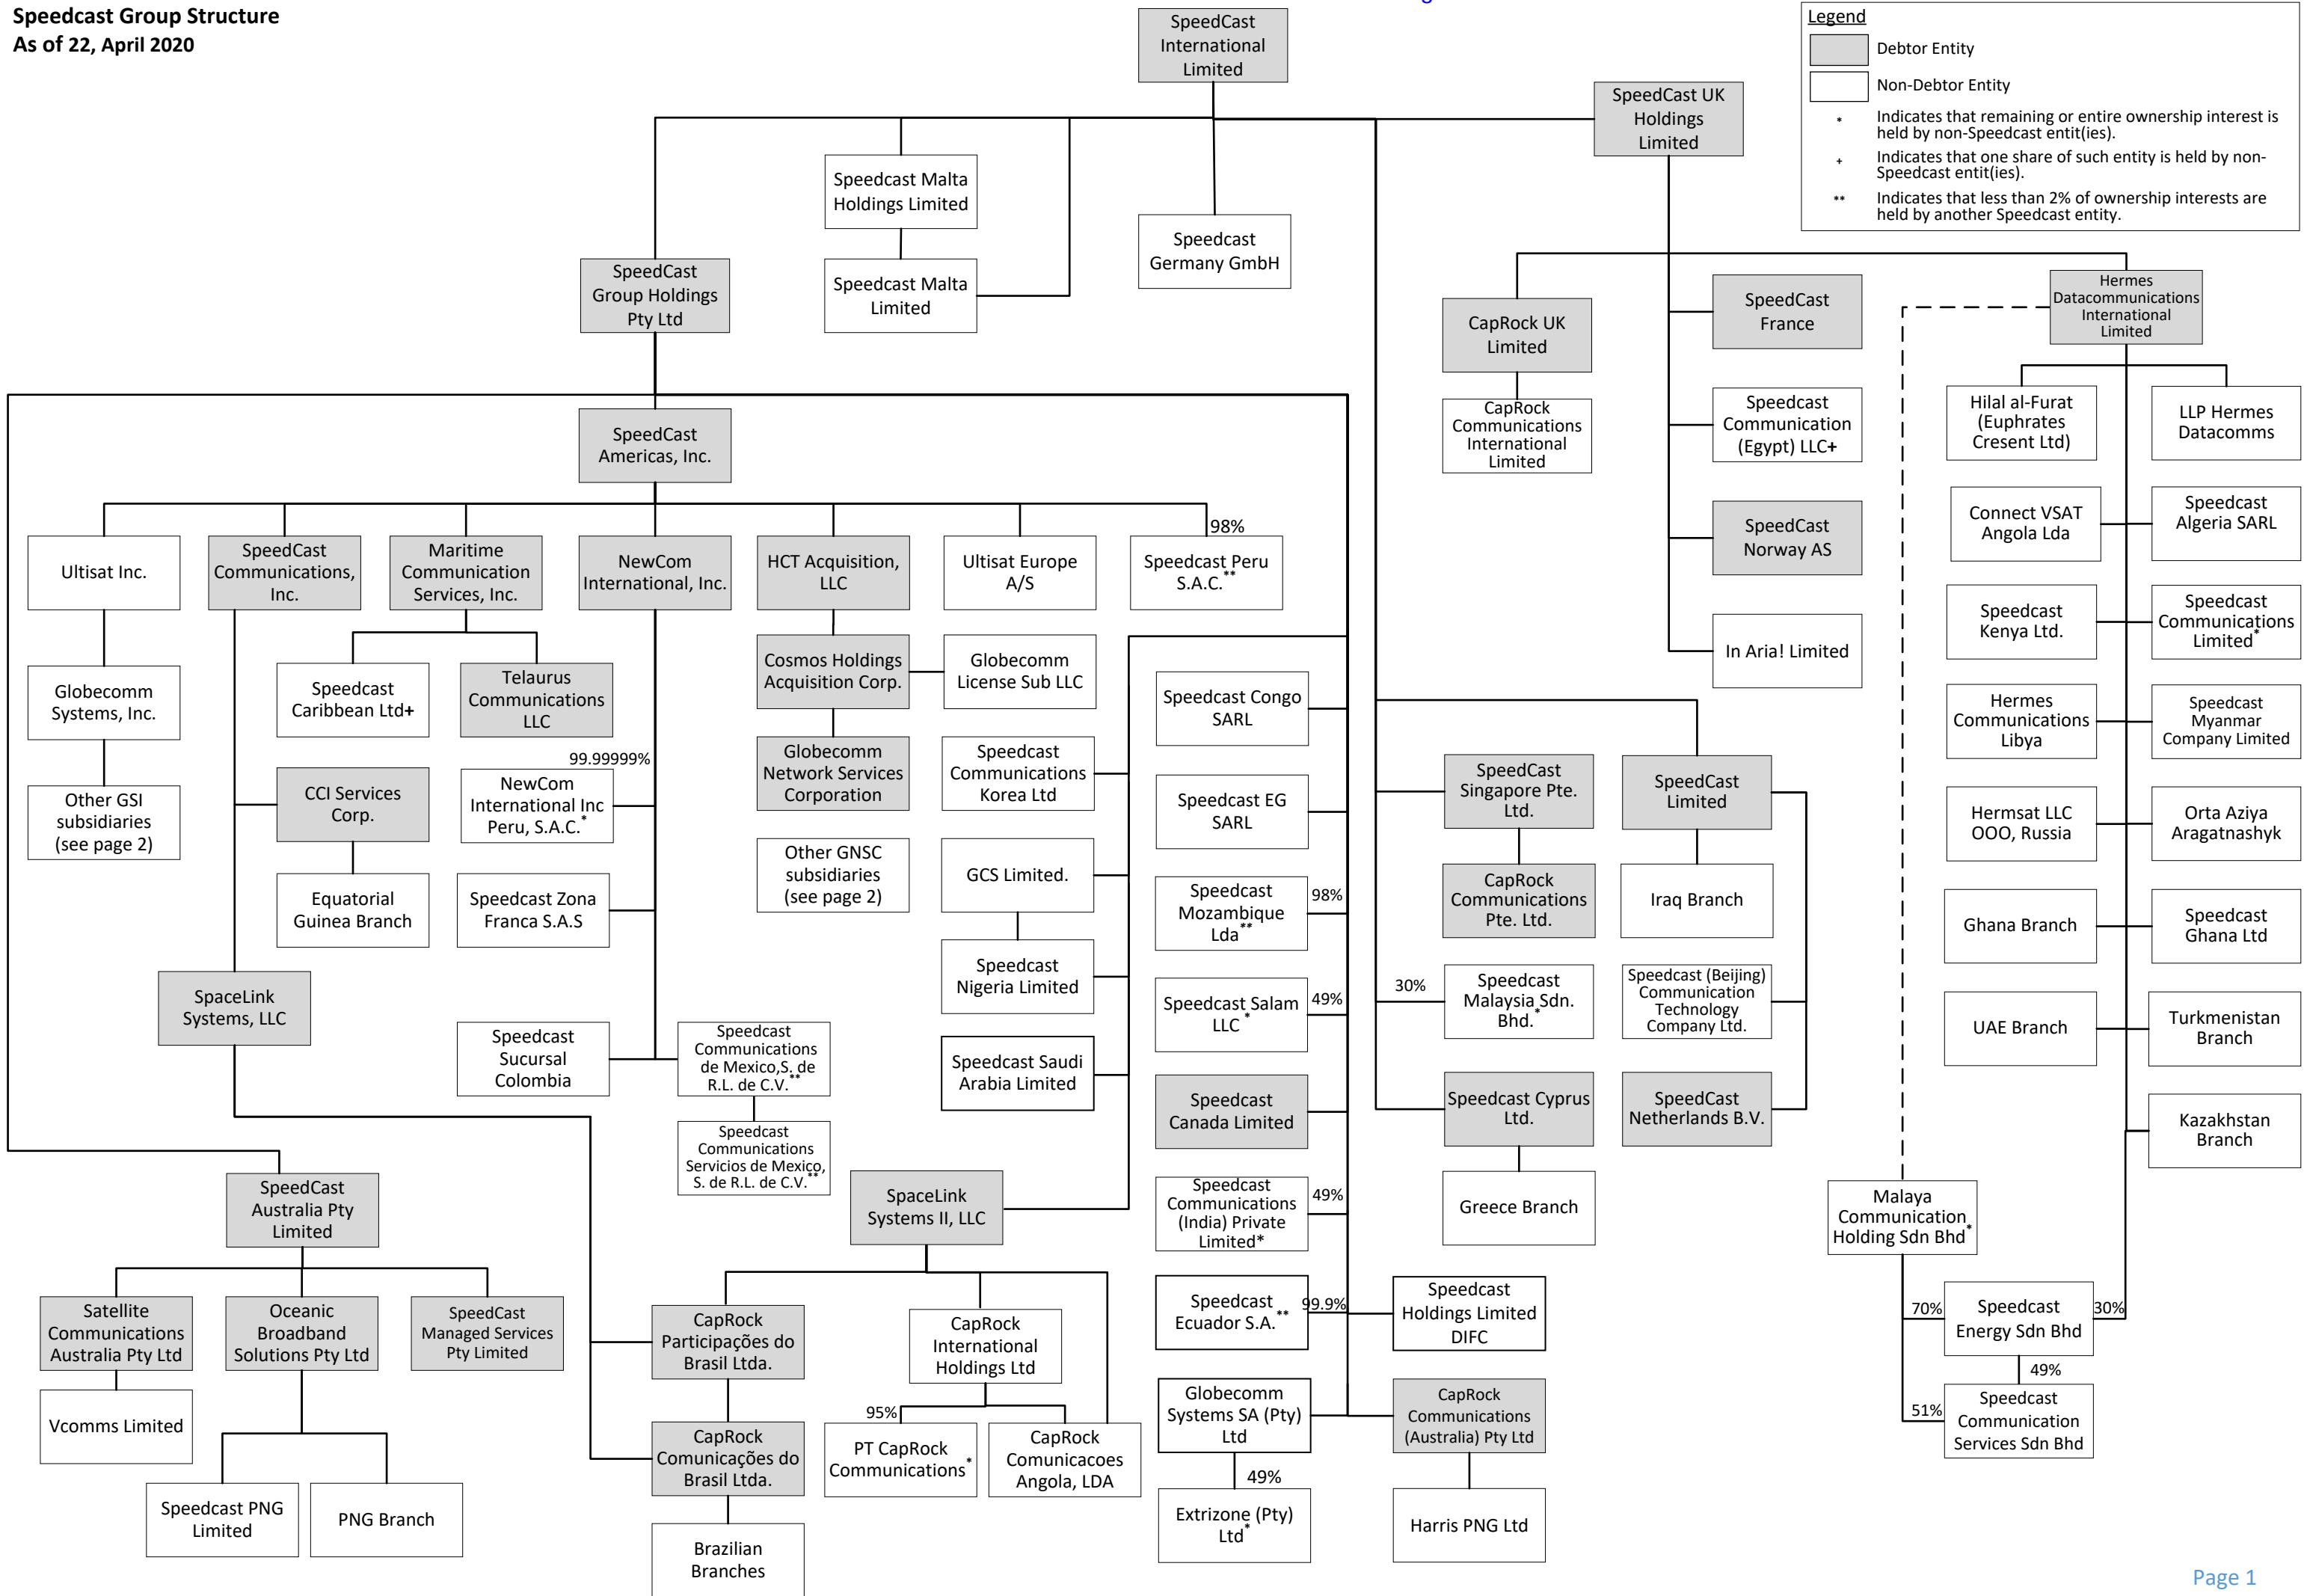 Speedcast Group Structure
As of 22, April 2020
SpeedCast
International
Limited
Legend
Debtor Entity
Non-Debtor Entity
* Indicates that remaining or entire ownership interest is
held by non-Speedcast entit(ies).
+ Indicates that one share of such entity is held by non-
Speedcast entit(ies).
** Indicates that less than 2% of ownership interests are
held by another Speedcast entity.
SpeedCast UK
Holdings
Limited
Speedcast Malta
Holdings Limited
Speedcast Malta
Limited
Speedcast
Germany GmbH
SpeedCast
Group Holdings
Pty Ltd
CapRock UK
Limited
CapRock
Communications
International
Limited
SpeedCast
France
Speedcast
Communication
(Egypt) LLC+
SpeedCast
Norway AS
In Aria! Limited
Hermes
Datacommunications
International
Limited
Hilal al-Furat
(Euphrates
Cresent Ltd)
LLP Hermes
Datacomms
Connect VSAT
Angola Lda
Speedcast
Algeria SARL
Speedcast
Kenya Ltd.
Speedcast
Communications
Limited*
Hermes
Communications
Libya
Speedcast
Myanmar
Company Limited
Hermsat LLC
OOO, Russia
Orta Aziya
Aragatnashyk
Ghana Branch
Speedcast
Ghana Ltd
UAE Branch
Turkmenistan
Branch
Kazakhstan
Branch
Malaya
Communication
Holding Sdn Bhd*
70%
Speedcast
Energy Sdn Bhd
30%
49%
51%
Speedcast
Communication
Services Sdn Bhd
SpeedCast
Americas, Inc.
Ultisat Inc.
SpeedCast
Communications,
Inc.
Maritime
Communication
Services, Inc.
NewCom
International, Inc.
HCT Acquisition,
LLC
Ultisat Europe
A/S
98%
Speedcast Peru
S.A.C.**
Globecomm
Systems, Inc.
Other GSI
subsidiaries
(see page 2)
Speedcast
Caribbean Ltd+
Telaurus
Communications
LLC
CCI Services
Corp.
Equatorial
Guinea Branch
SpaceLink
Systems, LLC
99.99999%
NewCom
International Inc
Peru, S.A.C.*
Speedcast Zona
Franca S.A.S
Speedcast
Sucursal
Colombia
Speedcast
Communications
de Mexico,S. de
R.L. de C.V.**
Speedcast
Communications
Servicios de Mexico,
S. de R.L. de C.V.**
Cosmos Holdings
Acquisition Corp.
Globecomm
License Sub LLC
Globecomm
Network Services
Corporation
Other GNSC
subsidiaries
(see page 2)
Speedcast
Communications
Korea Ltd
GCS Limited.
Speedcast
Nigeria Limited
Speedcast Saudi
Arabia Limited
Speedcast Congo
SARL
Speedcast EG
SARL
Speedcast
Mozambique
Lda**
98%
Speedcast Salam
LLC *
49%
Speedcast
Canada Limited
Speedcast
Communications
(India) Private
Limited*
49%
Speedcast
Ecuador S.A. **
99.9%
Speedcast
Holdings Limited
DIFC
Globecomm
Systems SA (Pty)
Ltd
49%
Extrizone (Pty)
Ltd*
CapRock
Communications
(Australia) Pty Ltd
Harris PNG Ltd
SpeedCast
Singapore Pte.
Ltd.
CapRock
Communications
Pte. Ltd.
30%
Speedcast
Malaysia Sdn.
Bhd.*
Speedcast Cyprus
Ltd.
Greece Branch
SpeedCast
Limited
Iraq Branch
Speedcast (Beijing)
Communication
Technology
Company Ltd.
SpeedCast
Netherlands B.V.
SpeedCast
Australia Pty
Limited
Satellite
Communications
Australia Pty Ltd
Oceanic
Broadband
Solutions Pty Ltd
SpeedCast
Managed Services
Pty Limited
Vcomms Limited
Speedcast PNG
Limited
PNG Branch
SpaceLink
Systems II, LLC
CapRock
Participações do
Brasil Ltda.
CapRock
Comunicações do
Brasil Ltda.
Brazilian
Branches
CapRock
International
Holdings Ltd
95%
PT CapRock
Communications*
CapRock
Comunicacoes
Angola, LDA
Page 1